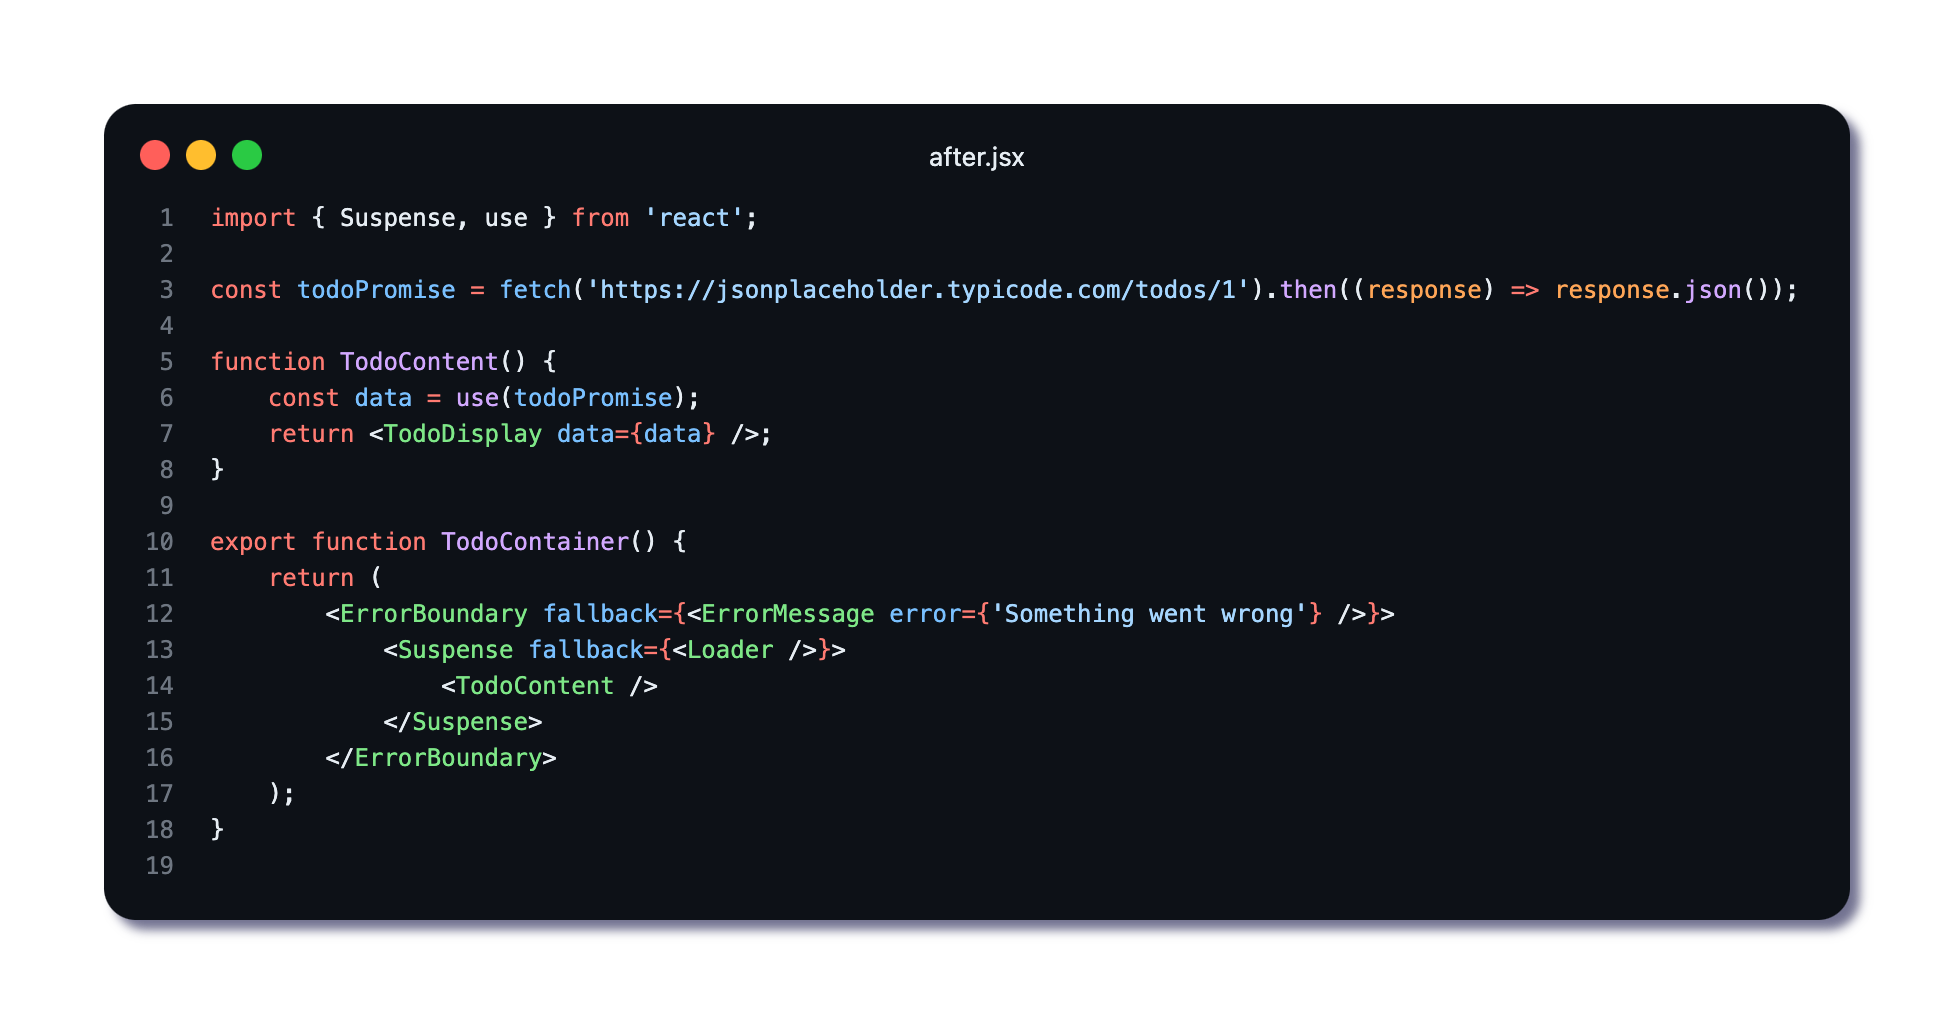 after.jsx
1 import { Suspense, use } from 'react';
2
3 const todoPromise = fetch('https://jsonplaceholder.typicode.com/todos/1').then((response) => response.json());
4
5 function TodoContent() {
6     const data = use(todoPromise);
7     return <TodoDisplay data={data} />;
8 }
9
10 export function TodoContainer() {
11     return (
12         <ErrorBoundary fallback={<ErrorMessage error={'Something went wrong'} />}>
13             <Suspense fallback={<Loader />}>
14                 <TodoContent />
15             </Suspense>
16         </ErrorBoundary>
17     );
18 }
19